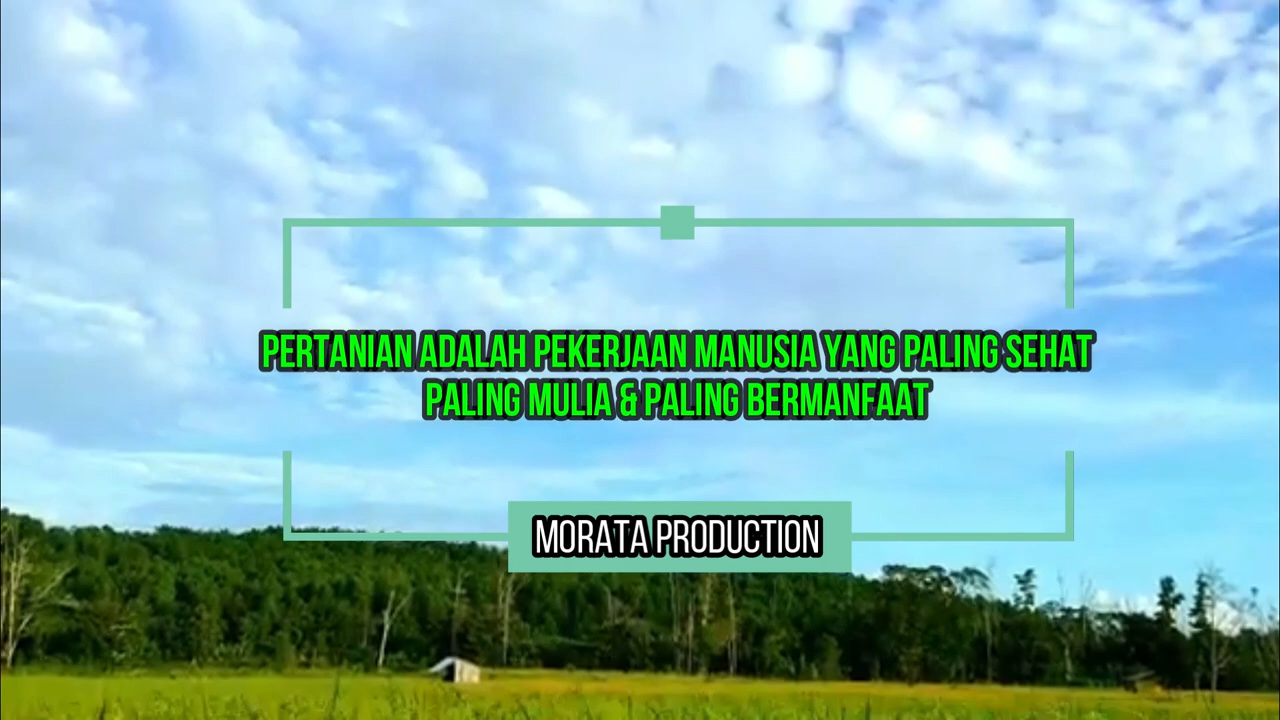 PERTANIAN ADALAH PEKERJAAN MANUSIA YANG PALING SEHAT
PALING MULIA & PALING BERMANFAAT
MORATA PRODUCTION